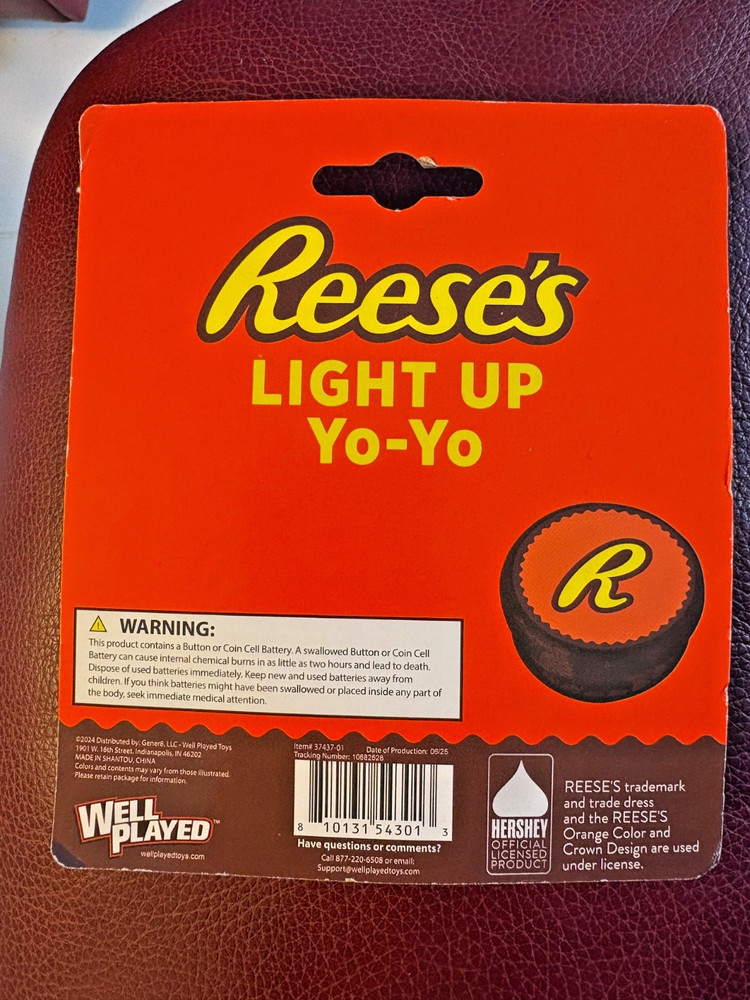 Reese's
LIGHT UP
Yo-Yo
R
WARNING:
This product contains a Button or Coin Cell Battery. A swallowed Button or Coin Cell
Battery can cause internal chemical burns in as little as two hours and lead to death.
Dispose of used batteries immediately. Keep new and used batteries away from
children. If you think batteries might have been swallowed or placed inside any part of
the body, seek immediate medical attention.
©2024 Distributed by: Gener8, LLC - Well Played Toys
1901 W. 16th Street, Indianapolis, IN 46202
MADE IN SHANTOU, CHINA
Colors and contents may vary from those illustrated.
Please retain package for information.
WELL
PLAYED™
wellplayedtoys.com
Item# 37437-01 Date of Production: 06/25
Tracking Number: 10882628
8 10131 54301 3
Have questions or comments?
Call 877-220-6508 or email:
Support@wellplayedtoys.com
HERSHEY
OFFICIAL
LICENSED
PRODUCT
REESE'S trademark
and trade dress
and the REESE'S
Orange Color and
Crown Design are used
under license.